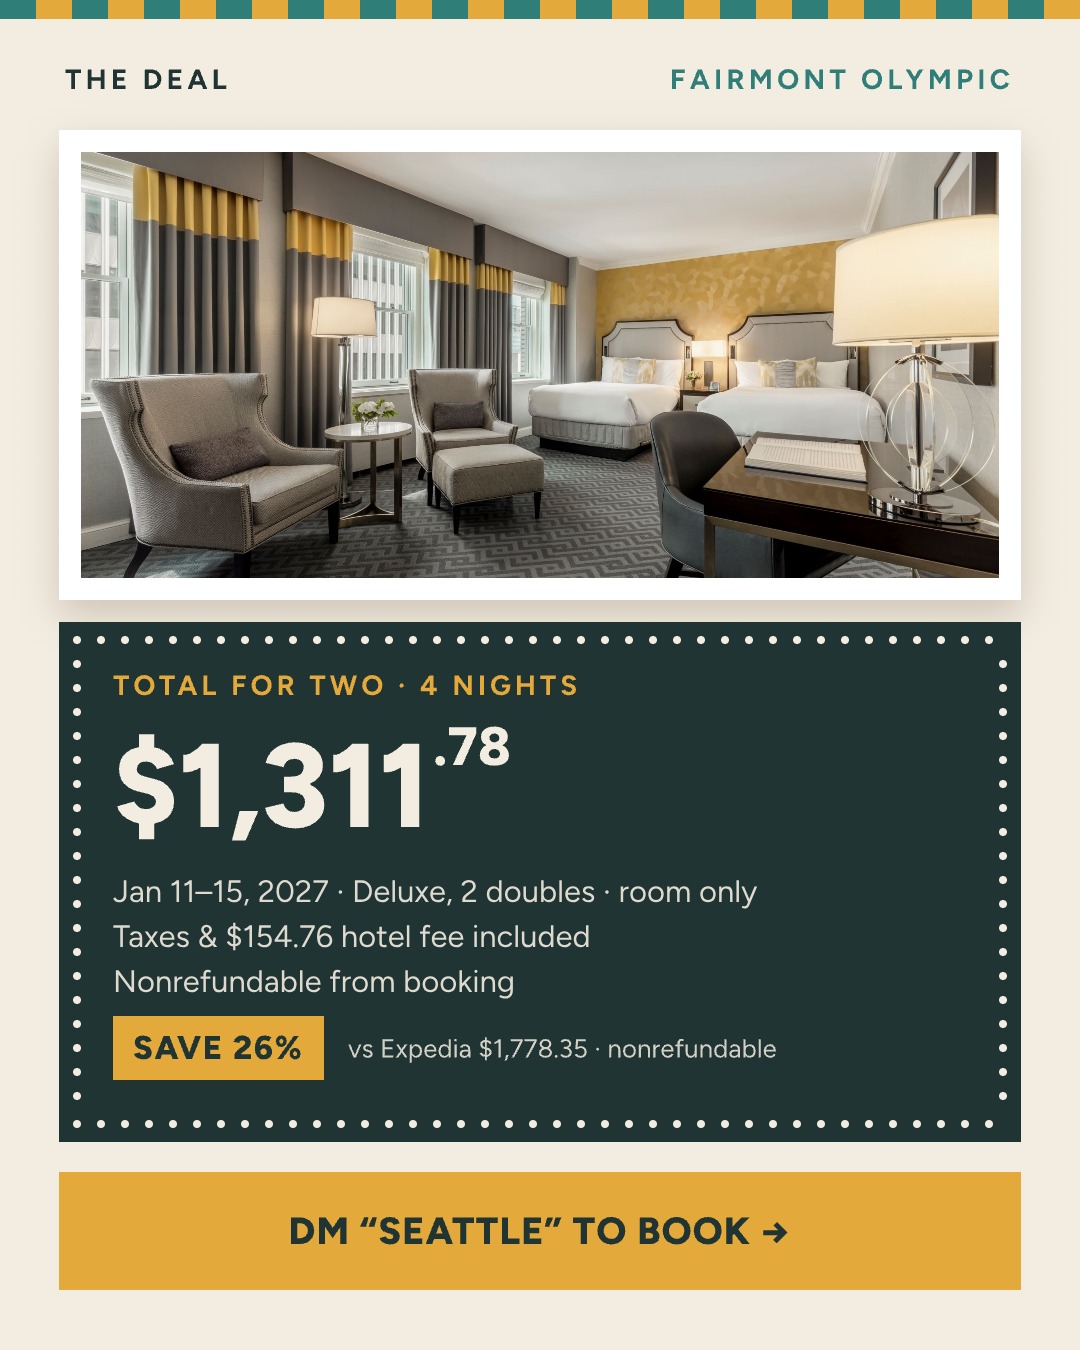 THE DEAL
FAIRMONT OLYMPIC
TOTAL FOR TWO · 4 NIGHTS
$1,311.78
Jan 11–15, 2027 · Deluxe, 2 doubles · room only
Taxes & $154.76 hotel fee included
Nonrefundable from booking
SAVE 26%
vs Expedia $1,778.35 · nonrefundable
DM “SEATTLE” TO BOOK →